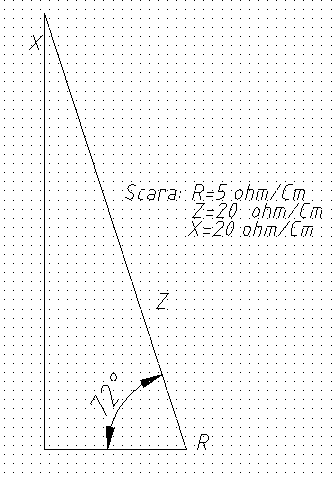 X
Scara: R=5 ohm/Cm
Z=20 ohm/Cm
X=20 ohm/Cm
Z
72°
R